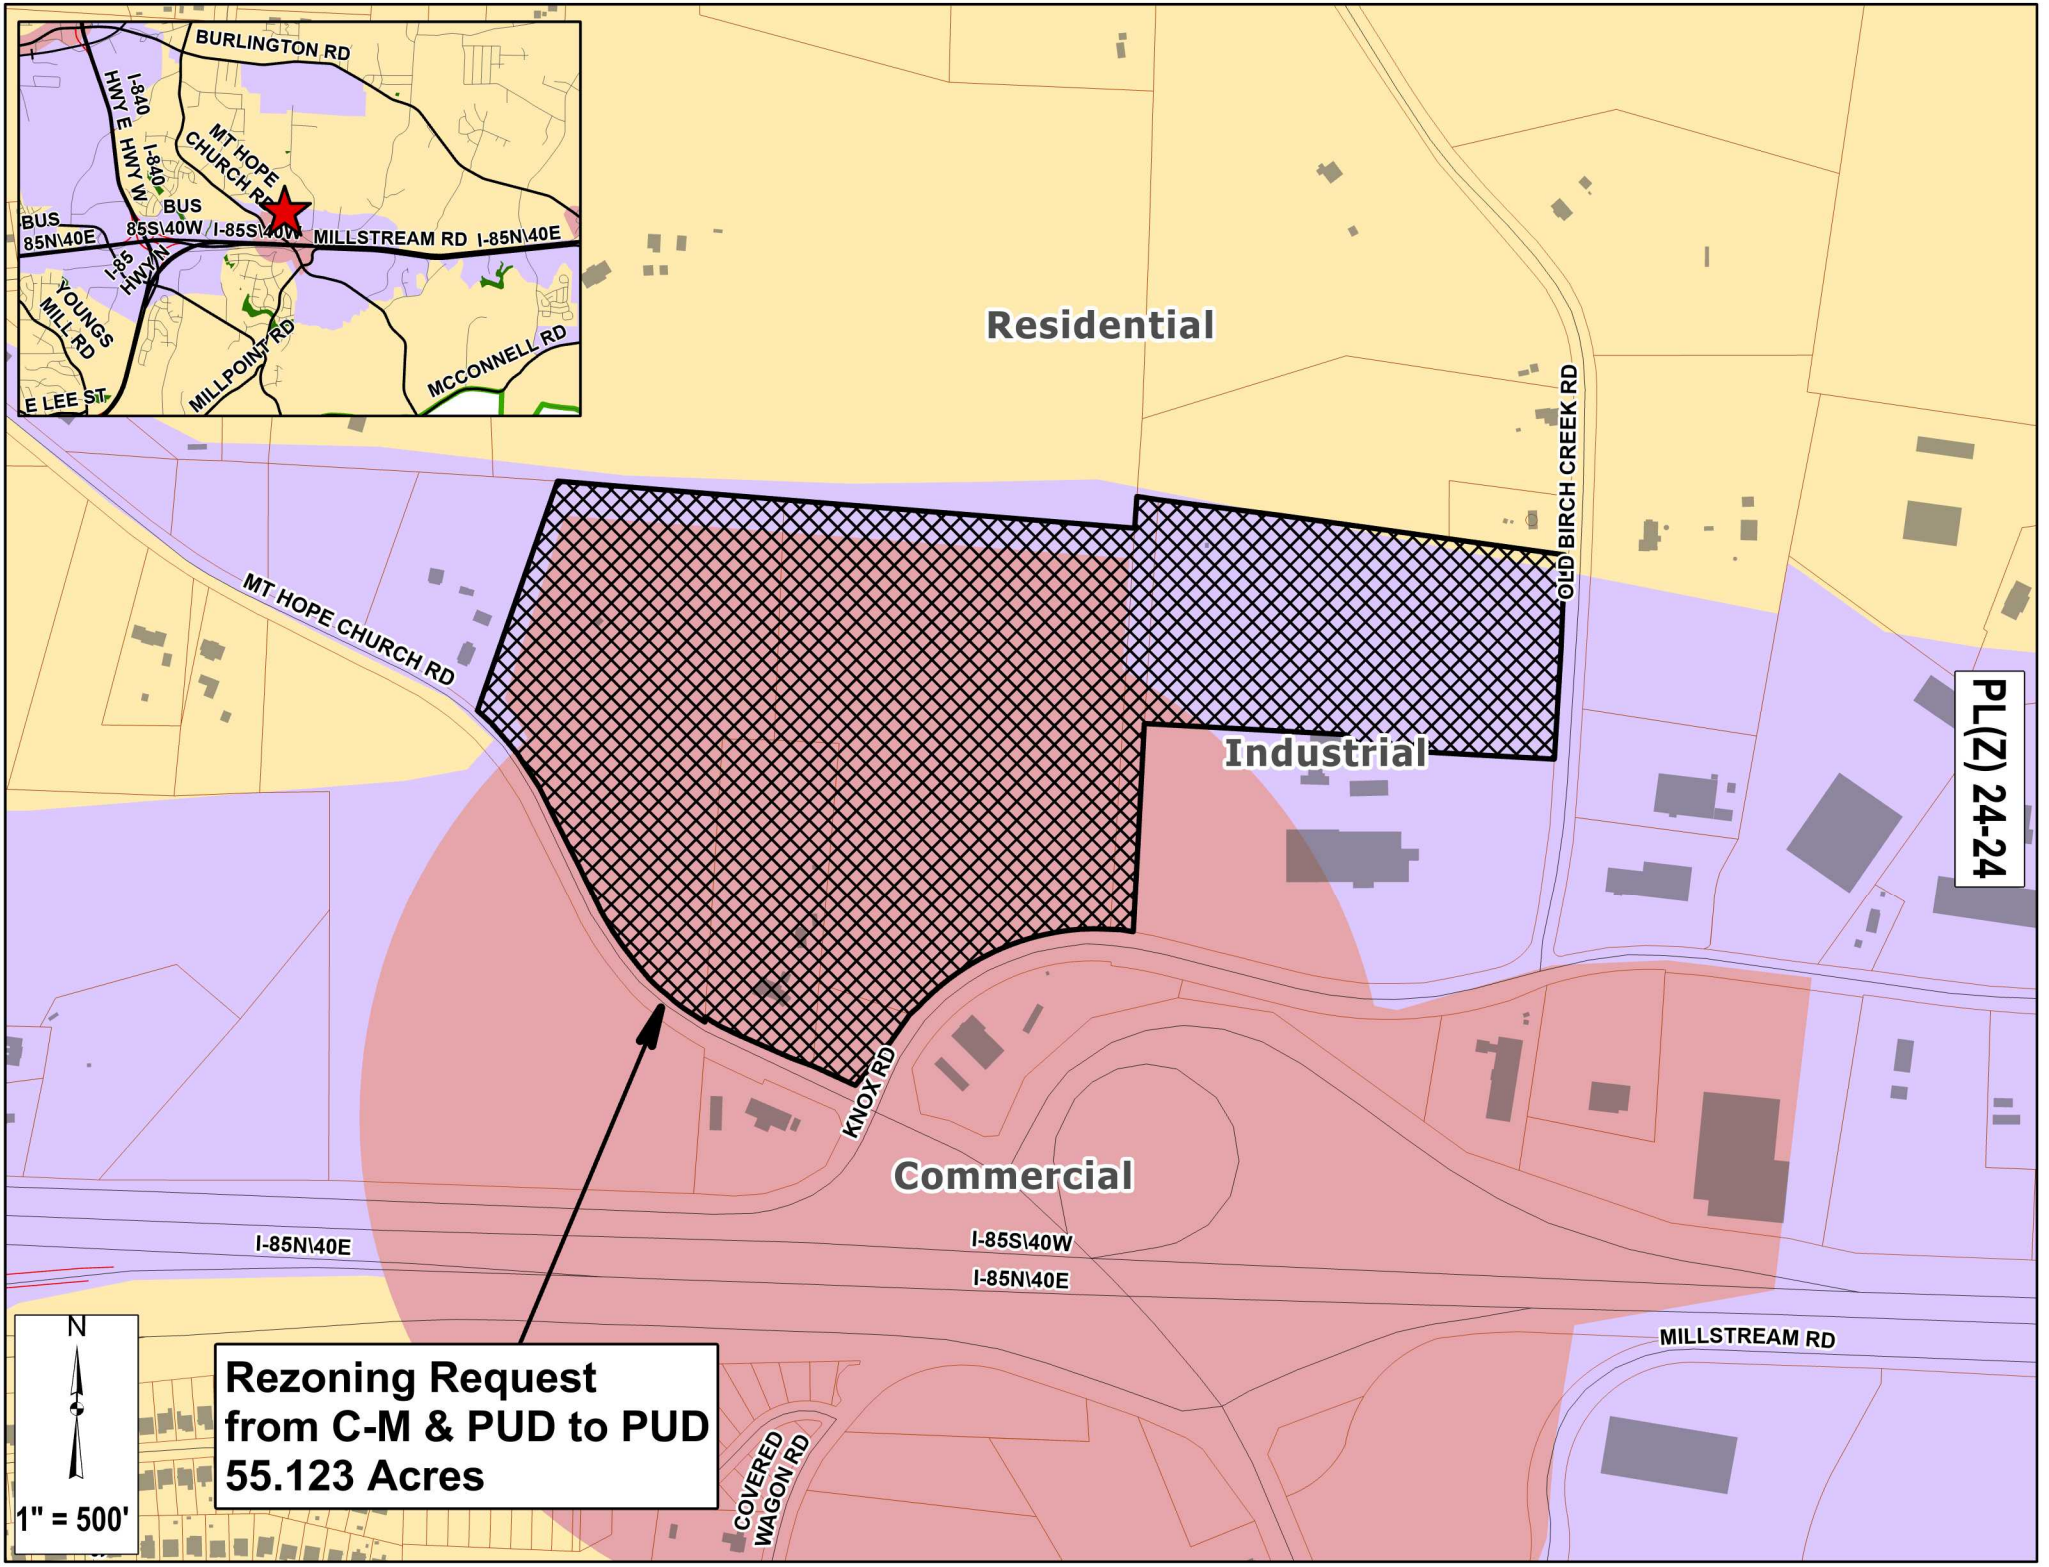 BURLINGTON RD
I-840
HWY E
HWY W
I-840
MT HOPE
CHURCH RD
BUS
85N\40E
BUS
85S\40W
I-85S\40W
MILLSTREAM RD
I-85N\40E
I-85
HWY N
YOUNGS
MILL RD
MILLPOINT RD
MCCONNELL RD
E LEE ST
Residential
OLD BIRCH CREEK RD
MT HOPE CHURCH RD
Industrial
PL(Z) 24-24
KNOX RD
Commercial
I-85N\40E
I-85S\40W
I-85N\40E
MILLSTREAM RD
N
1" = 500'
Rezoning Request
from C-M & PUD to PUD
55.123 Acres
COVERED
WAGON RD